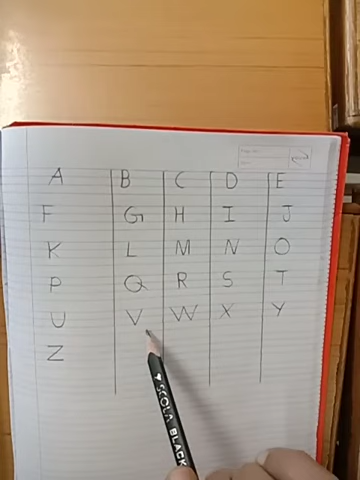 A B C D E
F G H I J
K L M N O
P Q R S T
U V W X Y
Z
SCOLA BLACK